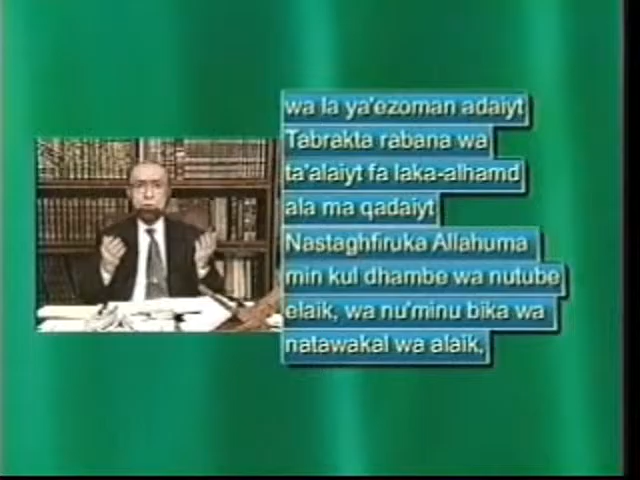 wa la ya'ezoman adaiyt
Tabrakta rabana wa
ta'alaiyt fa laka-alhamd
ala ma qadaiyt
Nastaghfiruka Allahuma
min kul dhambe wa nutube
elaik, wa nu'minu bika wa
natawakal wa alaik,